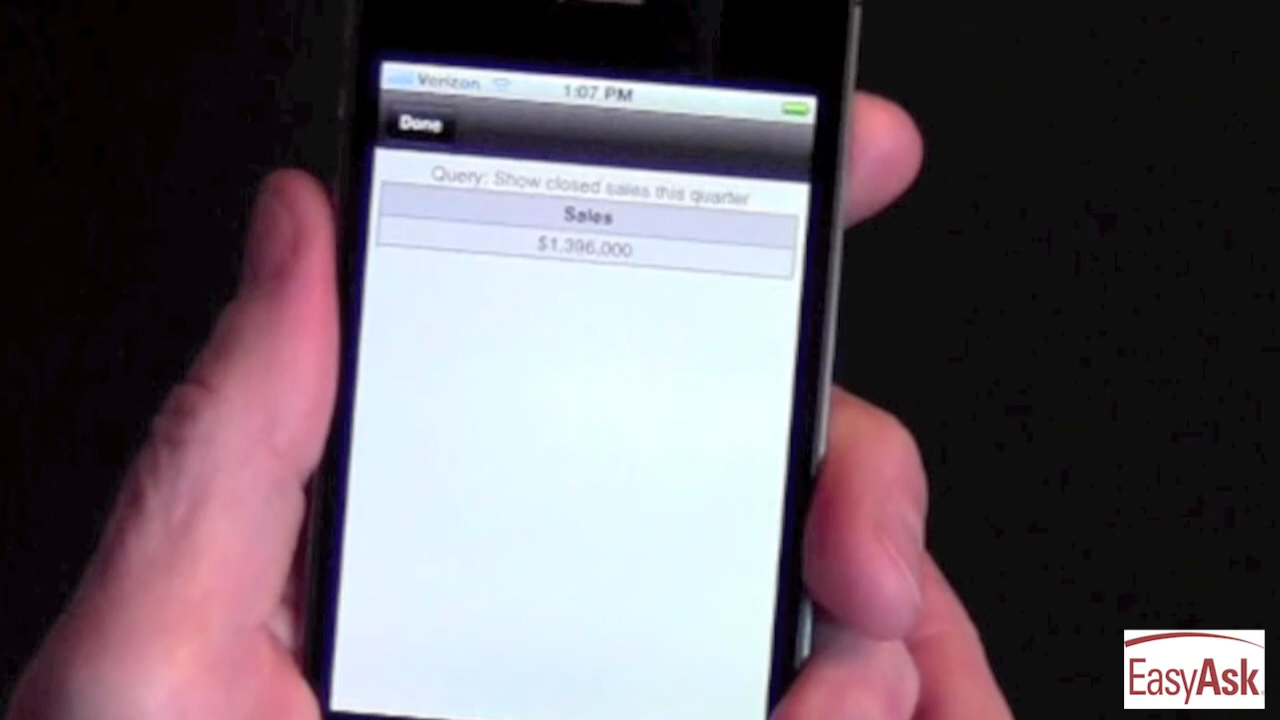 Verizon 1:07 PM
Done
Query: Show closed sales this quarter
Sales
$1,396,000
EasyAsk